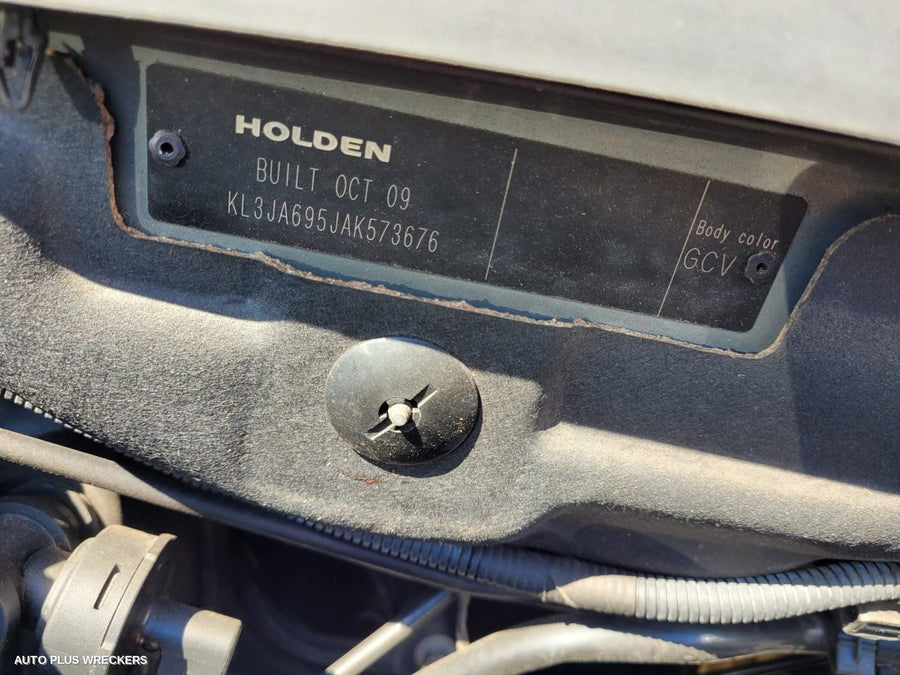 HOLDEN
BUILT OCT 09
KL3JA695JAK573676
Body color
GCV
AUTO PLUS WRECKERS